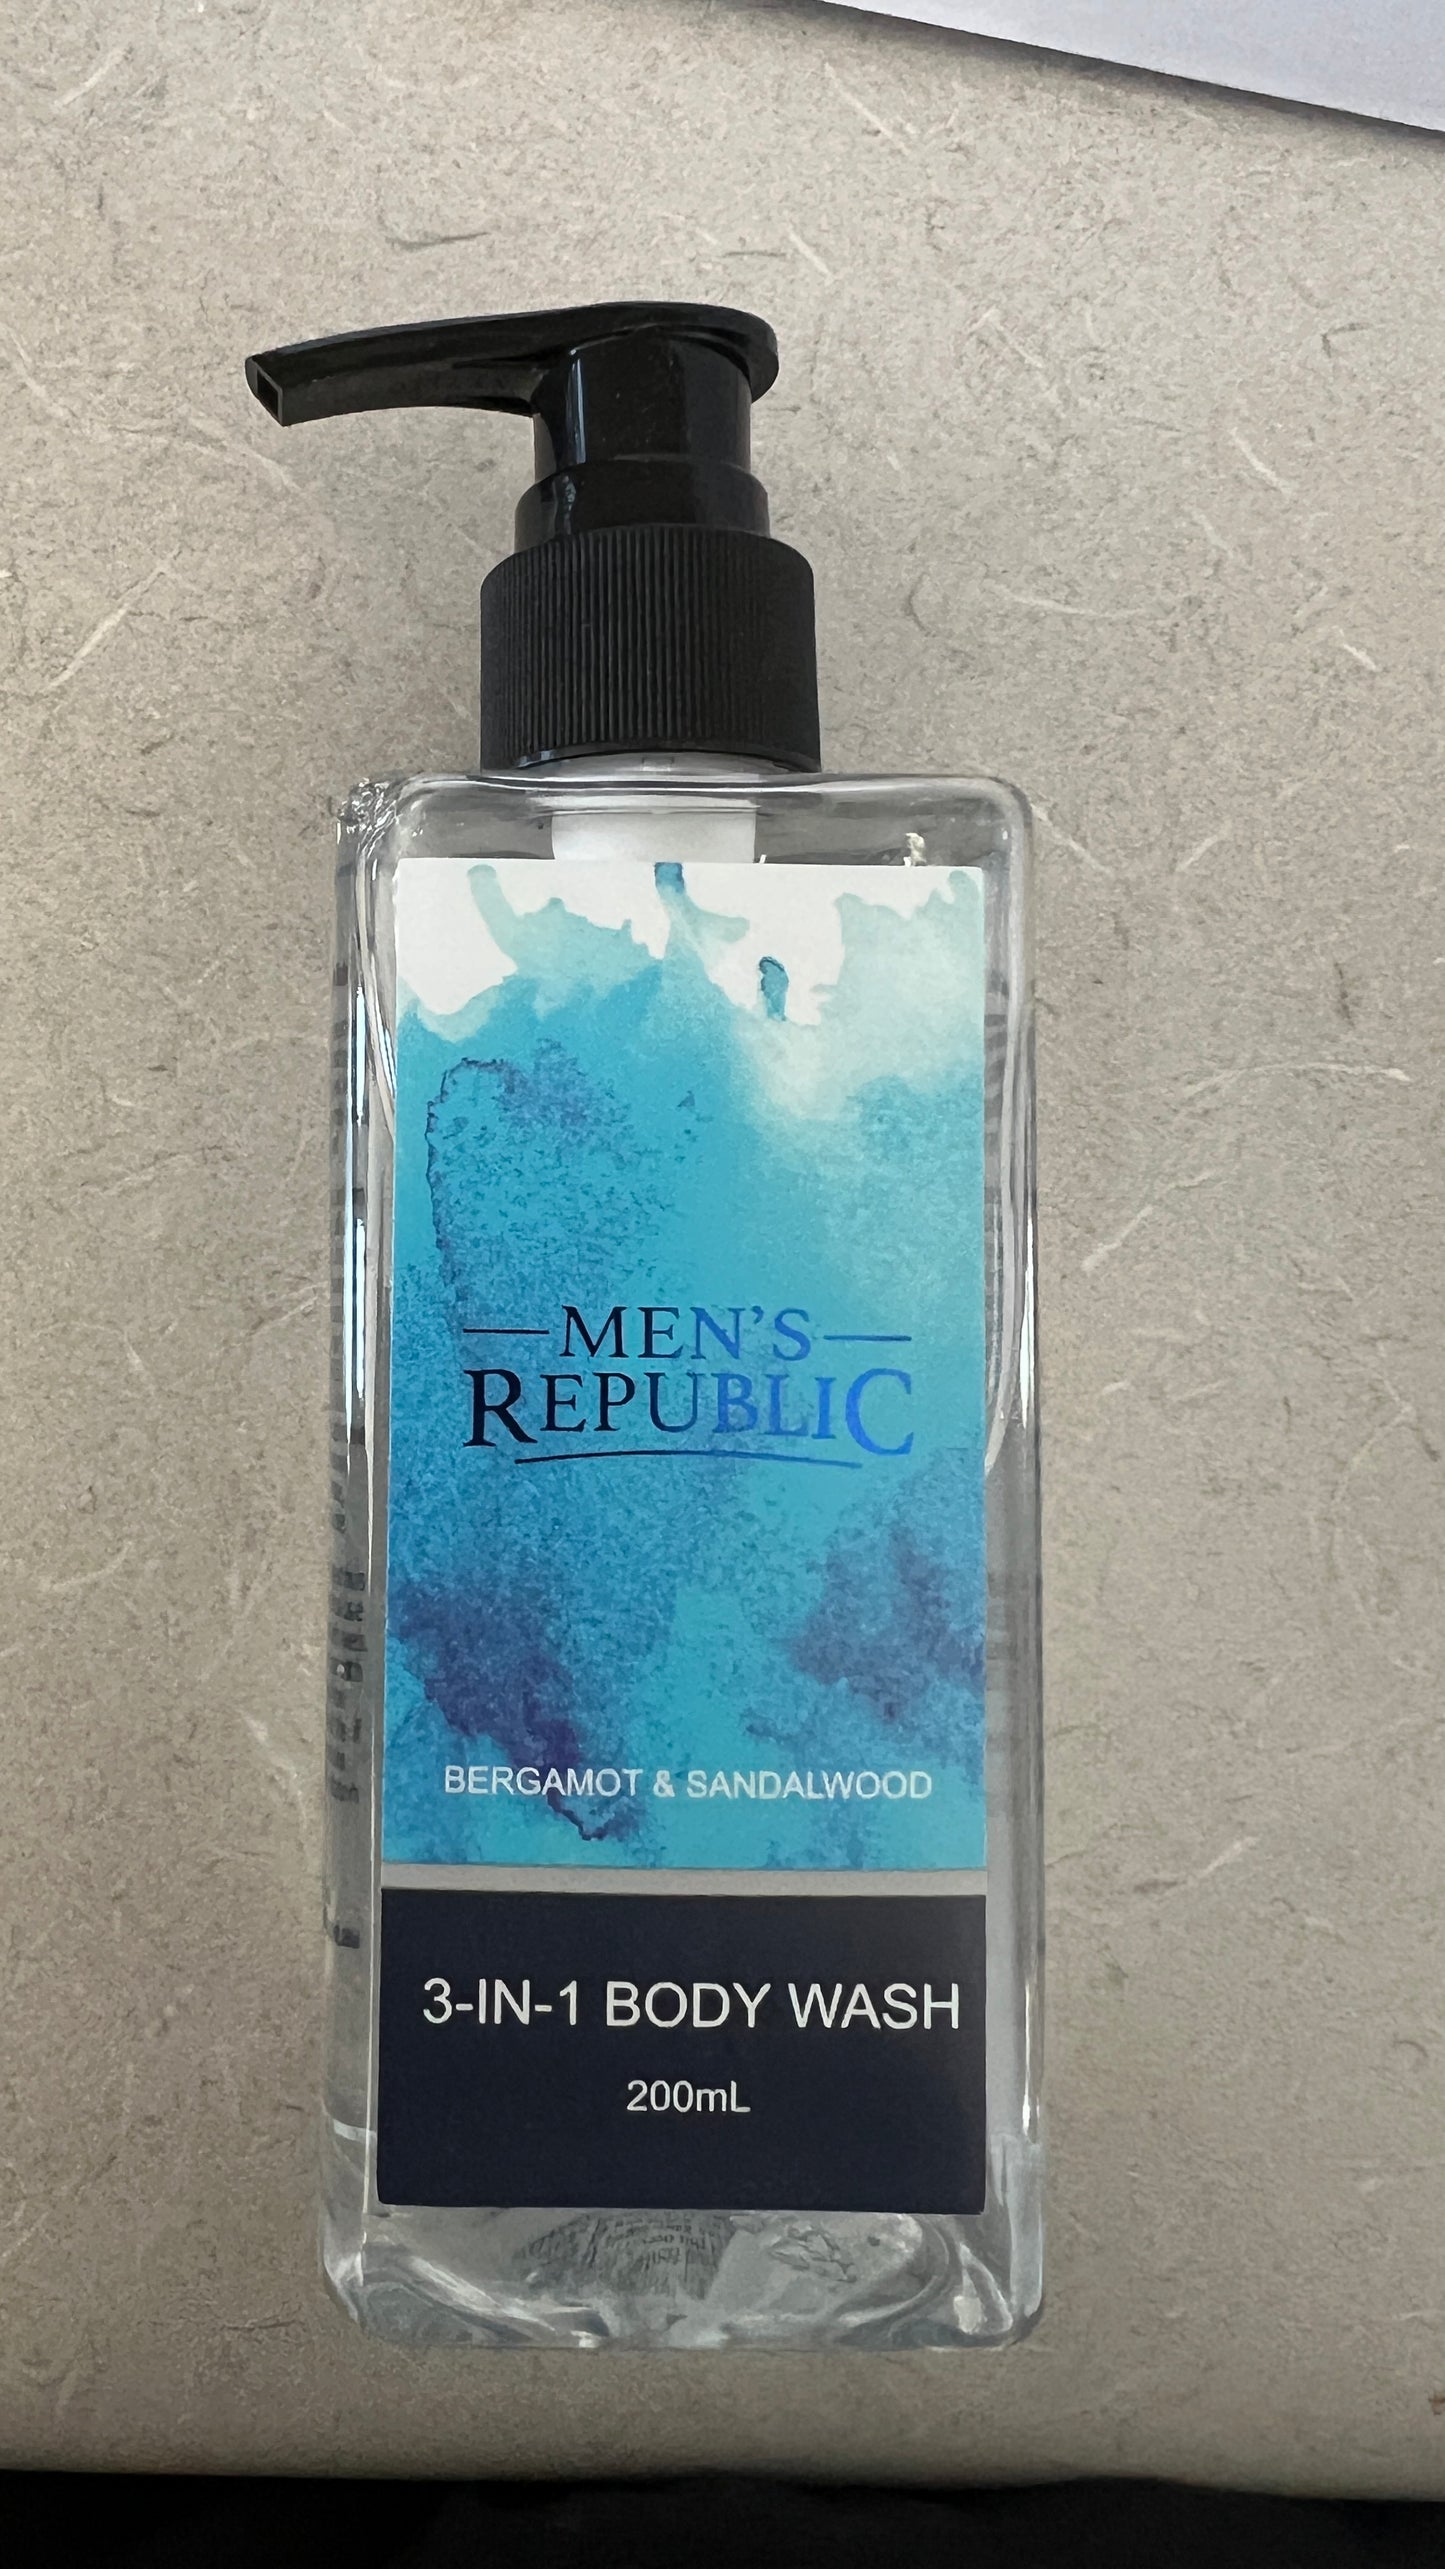 MEN'S
REPUBLIC
BERGAMOT & SANDALWOOD
3-IN-1 BODY WASH
200mL